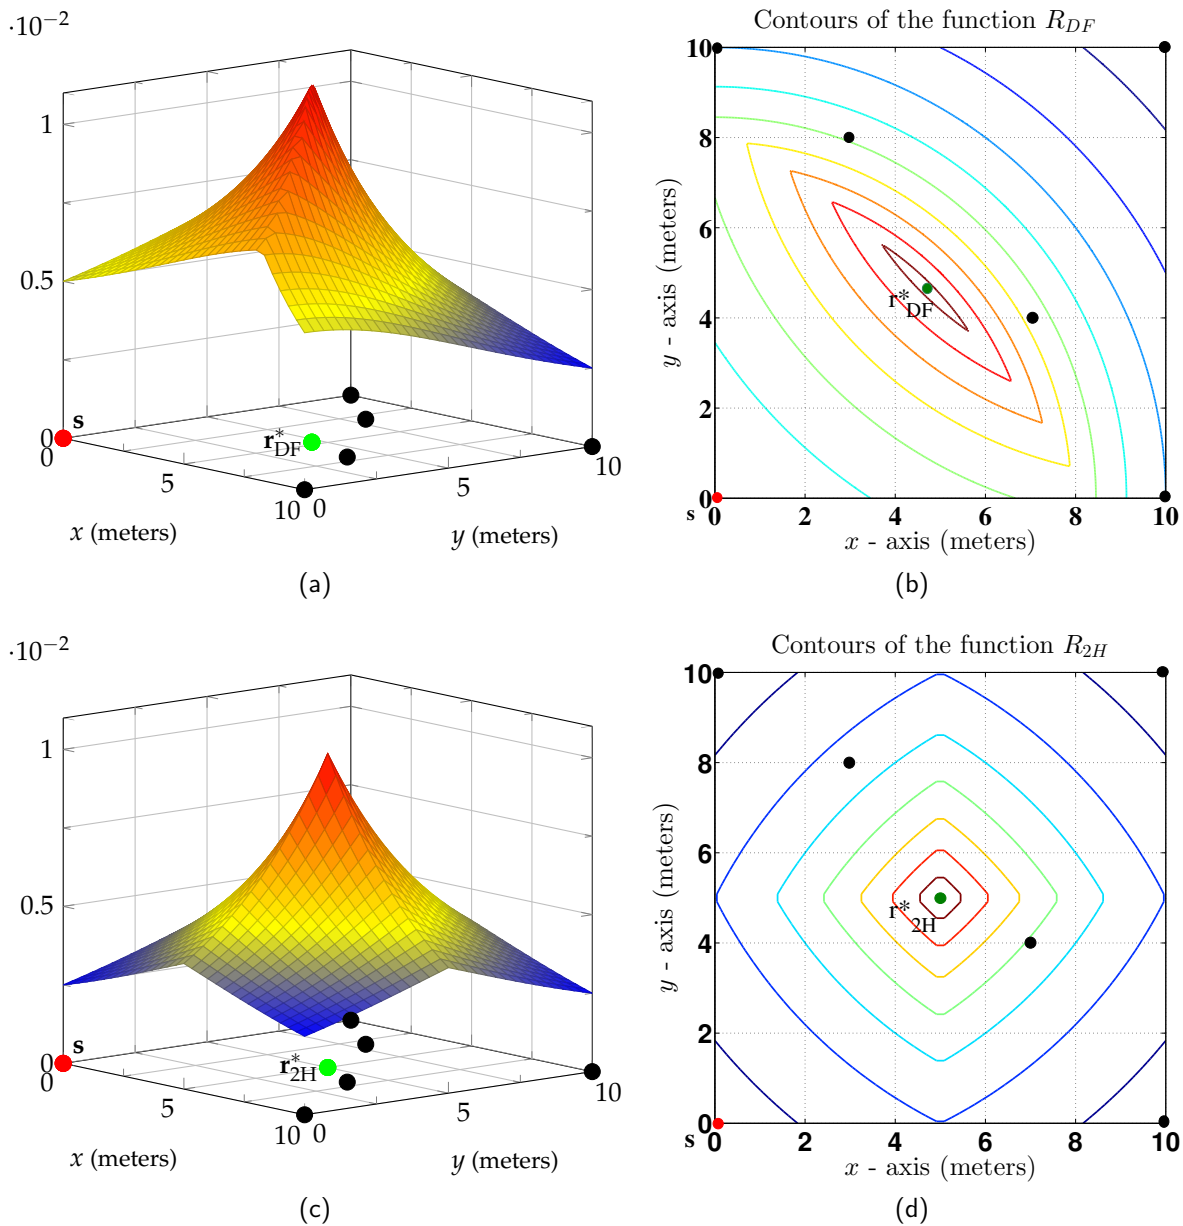 ·10−2
1
0.5
0
0
5
10
0
5
10
s
r*DF
x (meters)
y (meters)
(a)
Contours of the function RDF
10
8
6
4
2
0
0
2
4
6
8
10
s
r*DF
y - axis (meters)
x - axis (meters)
(b)
·10−2
1
0.5
0
0
5
10
0
5
10
s
r*2H
x (meters)
y (meters)
(c)
Contours of the function R2H
10
8
6
4
2
0
0
2
4
6
8
10
s
r*2H
y - axis (meters)
x - axis (meters)
(d)